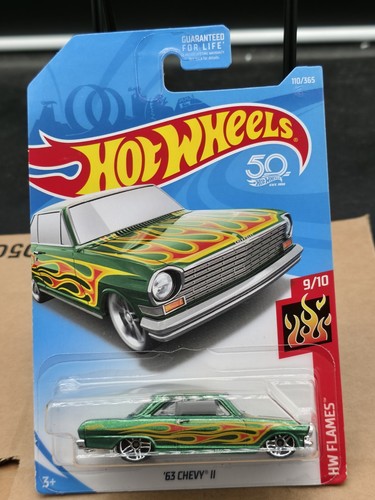 GUARANTEED
FOR LIFE
110/365
HOT WHEELS
50
9/10
HW FLAMES
'63 CHEVY II
3+